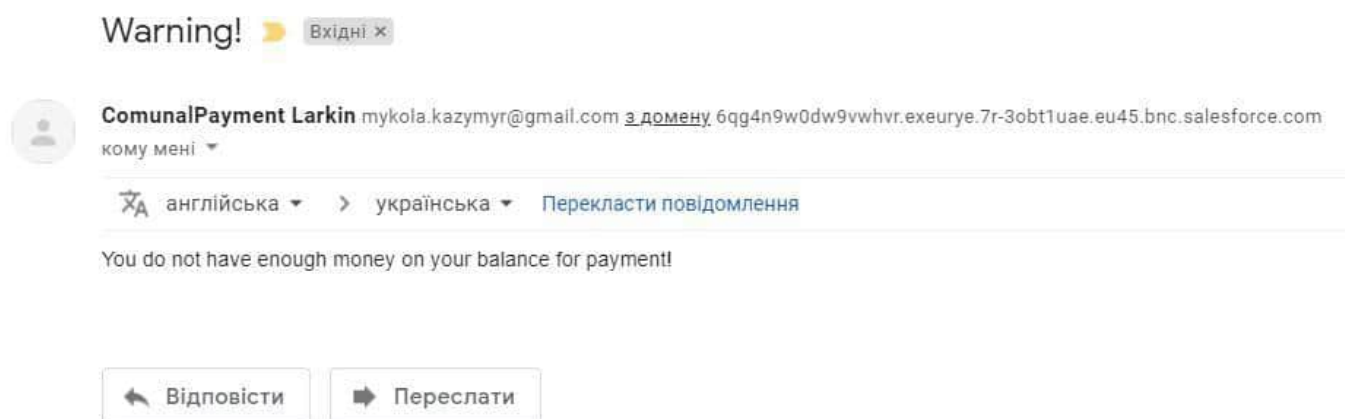 Warning! Вхідні ×
ComunalPayment Larkin mykola.kazymyr@gmail.com з домену 6qg4n9w0dw9vwhvr.exeurye.7r-3obt1uae.eu45.bnc.salesforce.com
кому мені
англійська > українська Перекласти повідомлення
You do not have enough money on your balance for payment!
Відповісти Переслати